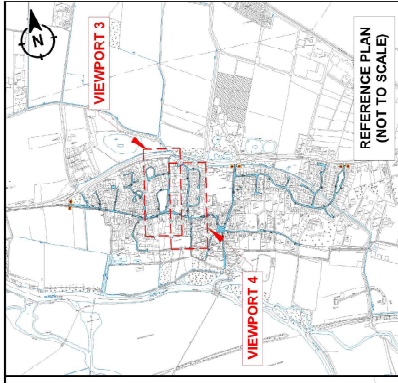 N
VIEWPORT 3
VIEWPORT 4
REFERENCE PLAN
(NOT TO SCALE)